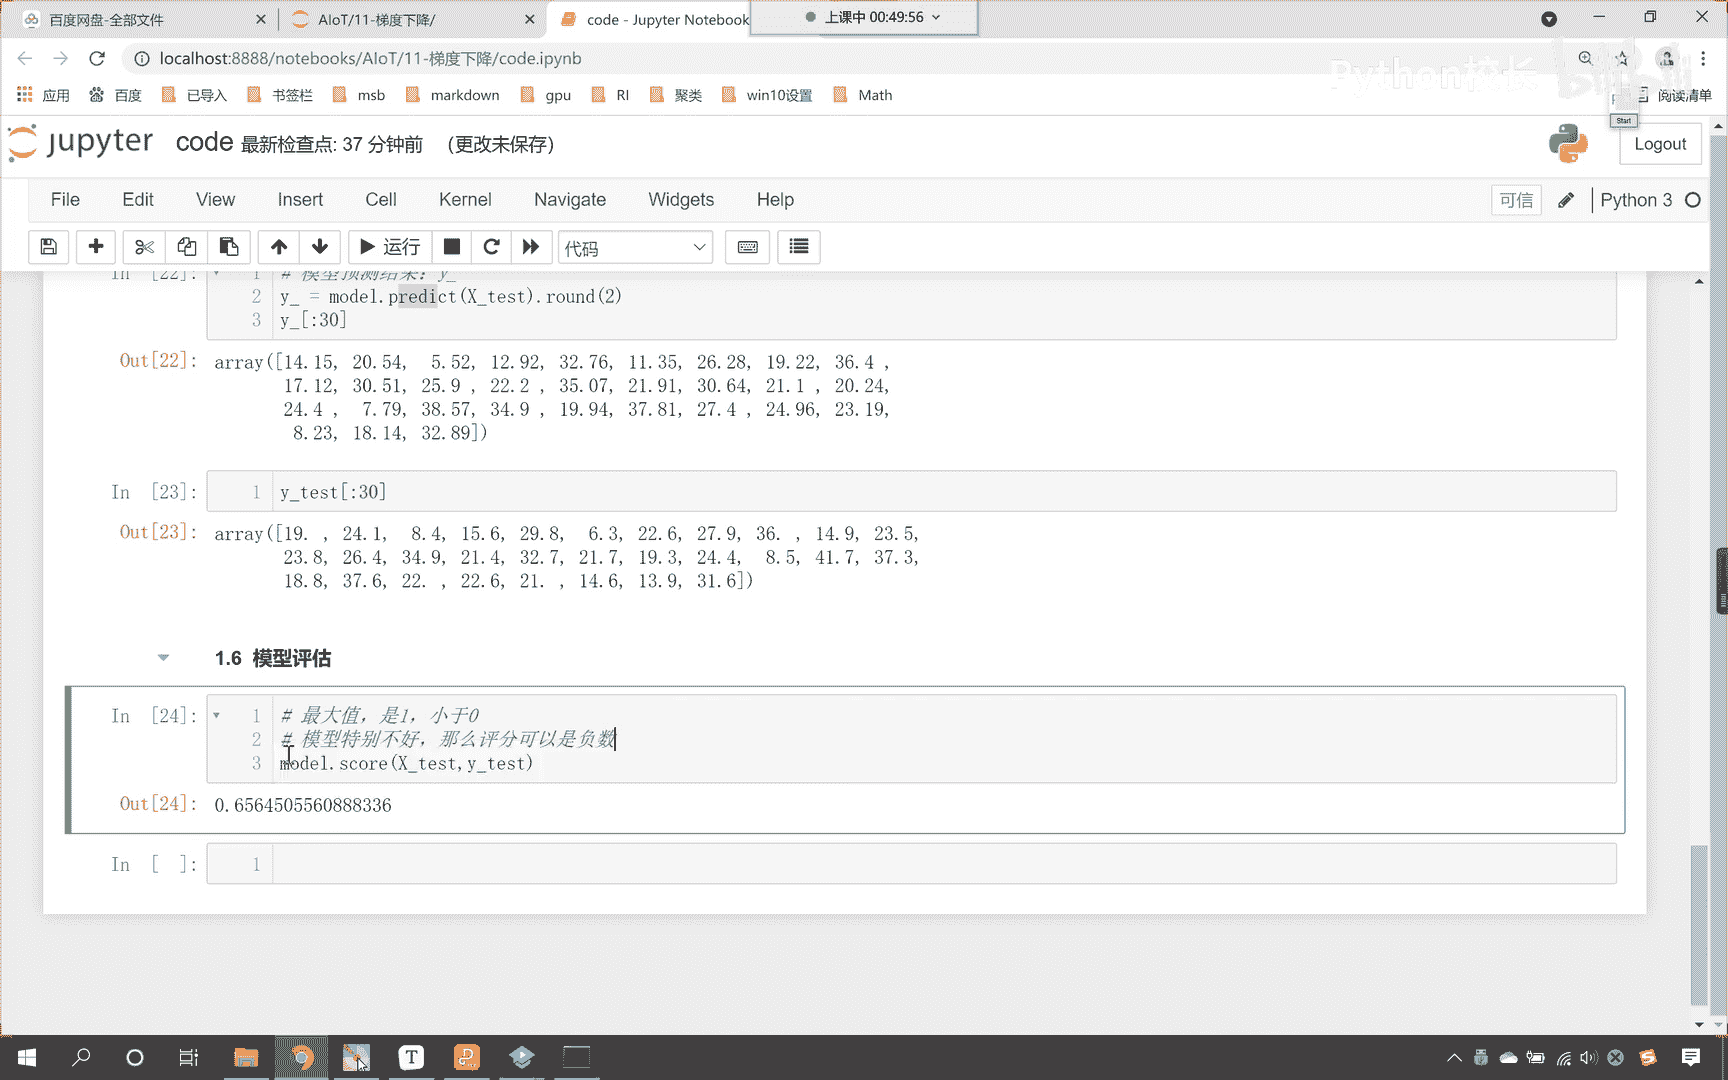 百度网盘-全部文件
AIoT/11-梯度下降/
code - Jupyter Notebook
上课中 00:49:56
localhost:8888/notebooks/AIoT/11-梯度下降/code.ipynb
Python校长
应用 百度 已导入 书签栏 msb markdown gpu RI 聚类 win10设置 Math 阅读清单
Start
jupyter code 最新检查点: 37 分钟前 (更改未保存)
Logout
File Edit View Insert Cell Kernel Navigate Widgets Help
可信 Python 3
运行 代码
In [22]: 1 # 模型预测结果: y_
2 y_ = model.predict(X_test).round(2)
3 y_[:30]
Out[22]: array([14.15, 20.54, 5.52, 12.92, 32.76, 11.35, 26.28, 19.22, 36.4 ,
17.12, 30.51, 25.9 , 22.2 , 35.07, 21.91, 30.64, 21.1 , 20.24,
24.4 , 7.79, 38.57, 34.9 , 19.94, 37.81, 27.4 , 24.96, 23.19,
8.23, 18.14, 32.89])
In [23]: 1 y_test[:30]
Out[23]: array([19. , 24.1, 8.4, 15.6, 29.8, 6.3, 22.6, 27.9, 36. , 14.9, 23.5,
23.8, 26.4, 34.9, 21.4, 32.7, 21.7, 19.3, 24.4, 8.5, 41.7, 37.3,
18.8, 37.6, 22. , 22.6, 21. , 14.6, 13.9, 31.6])
1.6 模型评估
In [24]: 1 # 最大值，是1，小于0
2 # 模型特别不好，那么评分可以是负数
3 model.score(X_test,y_test)
Out[24]: 0.6564505560888336
In [ ]: 1